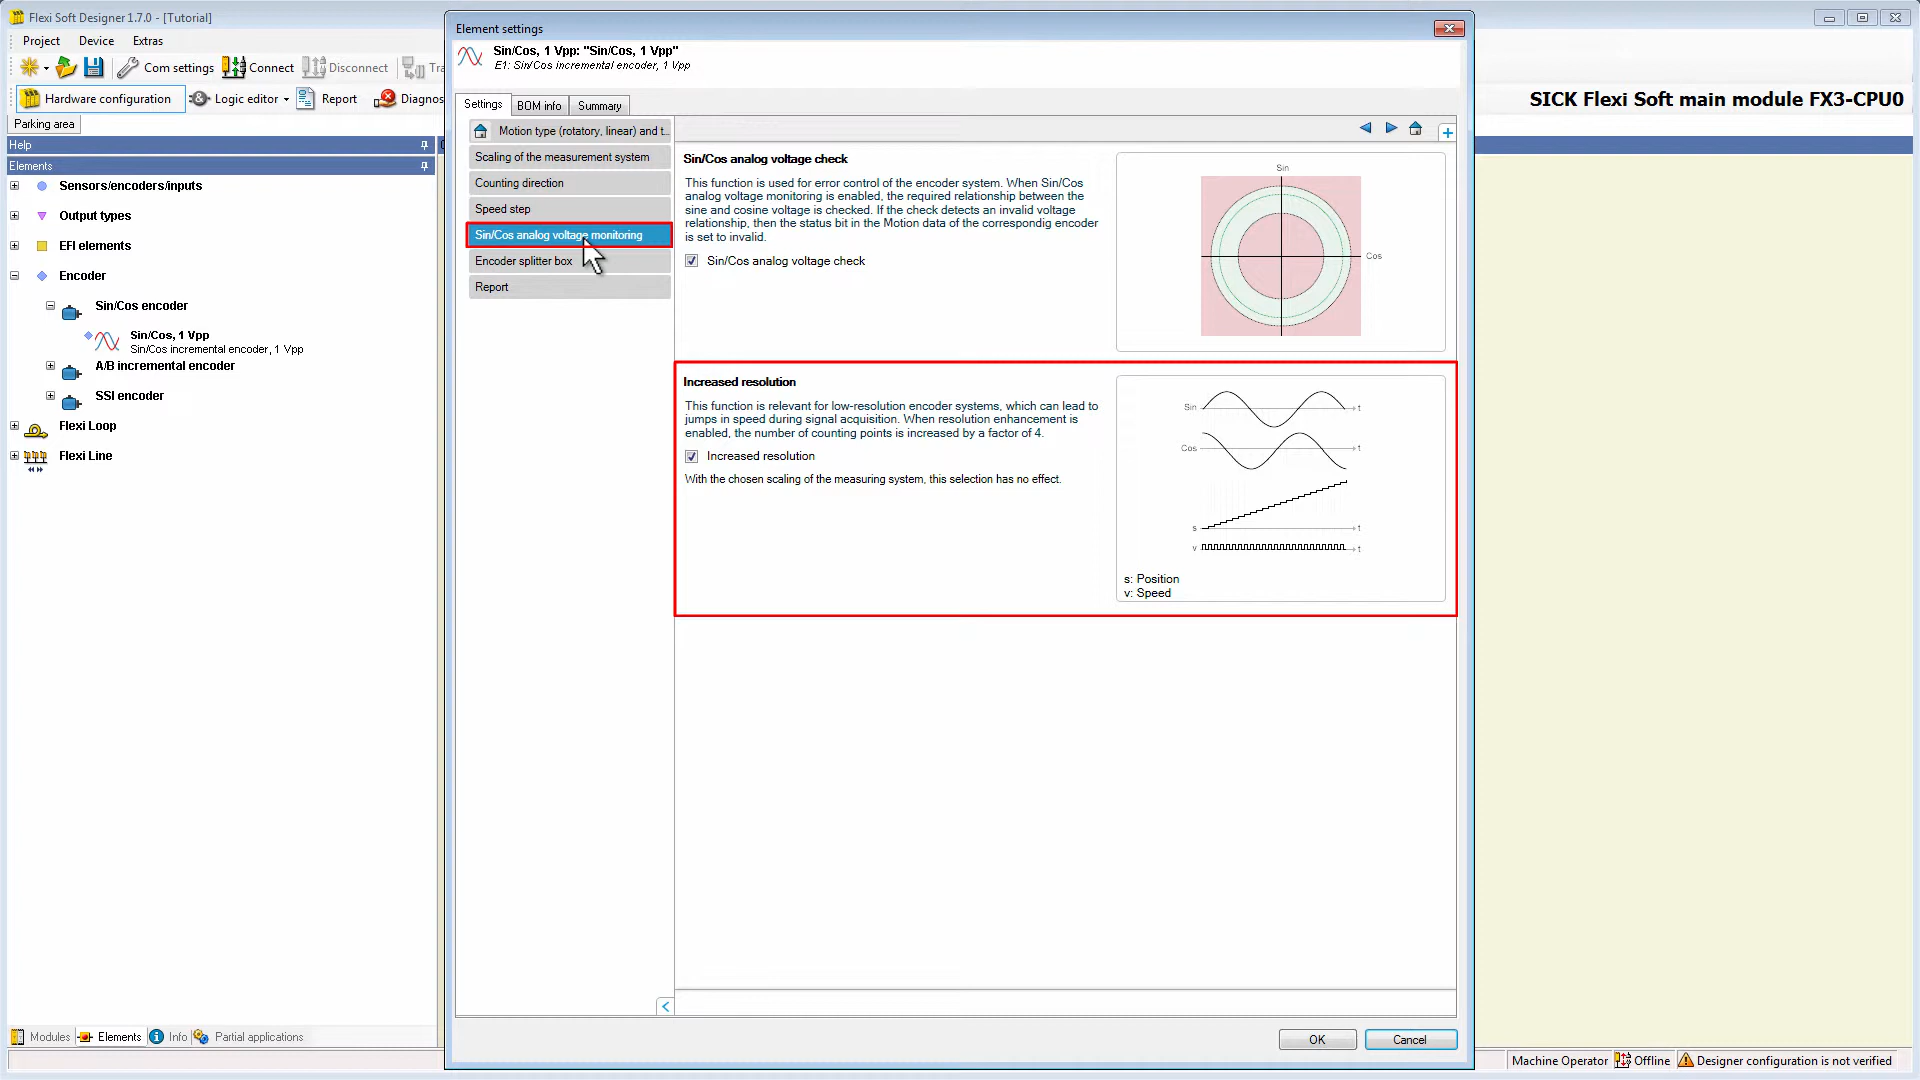 Flexi Soft Designer 1.7.0 - [Tutorial]
Project Device Extras
Com settings Connect Disconnect
Hardware configuration Logic editor Report
Parking area
SICK Flexi Soft main module FX3-CPU0
Help
Elements
Sensors/encoders/inputs
Output types
EFI elements
Encoder
Sin/Cos encoder
Sin/Cos, 1 Vpp
Sin/Cos incremental encoder, 1 Vpp
A/B incremental encoder
SSI encoder
Flexi Loop
Flexi Line
Element settings
Sin/Cos, 1 Vpp: "Sin/Cos, 1 Vpp"
E1: Sin/Cos incremental encoder, 1 Vpp
Settings BOM info Summary
Motion type (rotatory, linear) and t...
Scaling of the measurement system
Counting direction
Speed step
Sin/Cos analog voltage monitoring
Encoder splitter box
Report
Sin/Cos analog voltage check
This function is used for error control of the encoder system. When Sin/Cos
analog voltage monitoring is enabled, the required relationship between the
sine and cosine voltage is checked. If the check detects an invalid voltage
relationship, then the status bit in the Motion data of the correspondig encoder
is set to invalid.
Sin/Cos analog voltage check
Sin
Cos
Increased resolution
This function is relevant for low-resolution encoder systems, which can lead to
jumps in speed during signal acquisition. When resolution enhancement is
enabled, the number of counting points is increased by a factor of 4.
Increased resolution
With the chosen scaling of the measuring system, this selection has no effect.
Sin t
Cos t
s t
v t
s: Position
v: Speed
OK Cancel
Modules Elements Info Partial applications
Machine Operator Offline Designer configuration is not verified